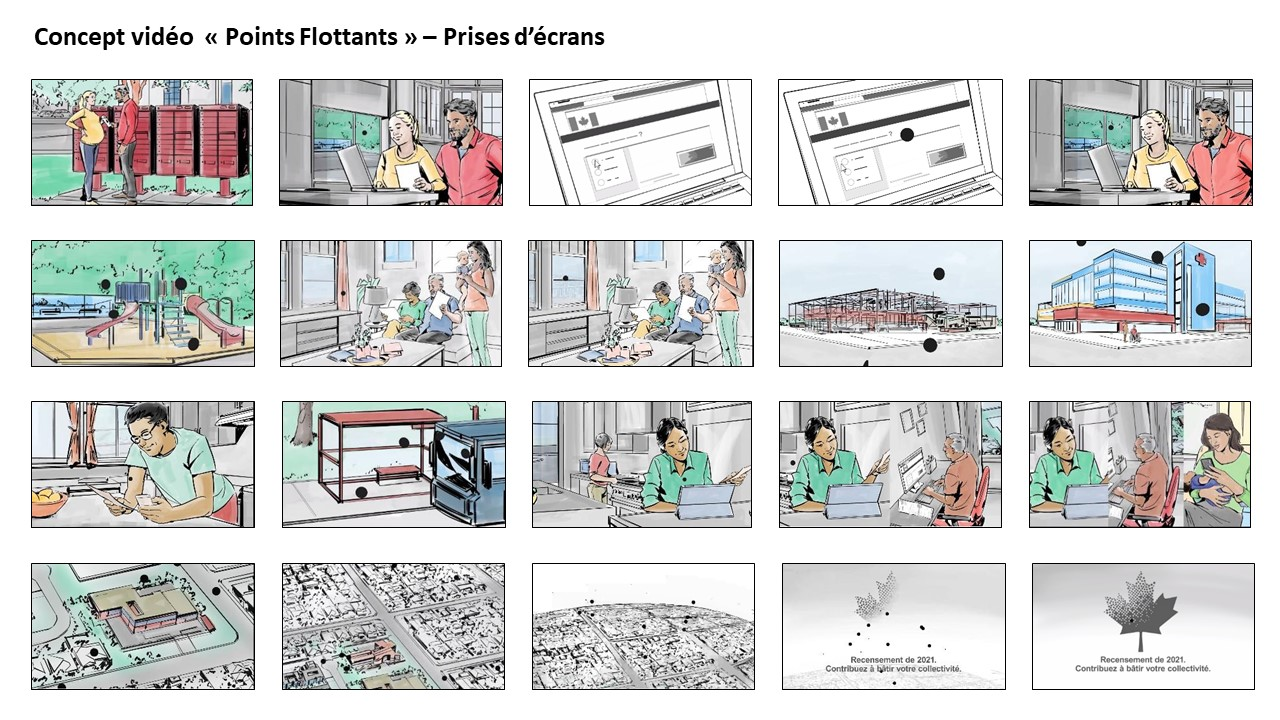 Concept vidéo « Points Flottants » – Prises d’écrans
?
?
Recensement de 2021.
Contribuez à bâtir votre collectivité.
Recensement de 2021.
Contribuez à bâtir votre collectivité.